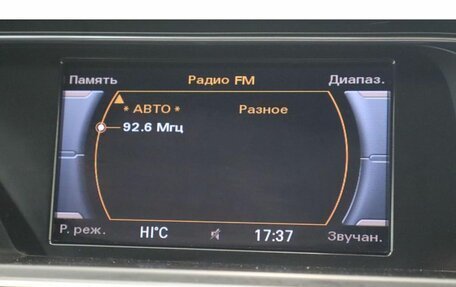 Память Радио FM Диапаз.
* АВТО * Разное
92.6 Мгц
Р. реж. HI°C 17:37 Звучан.